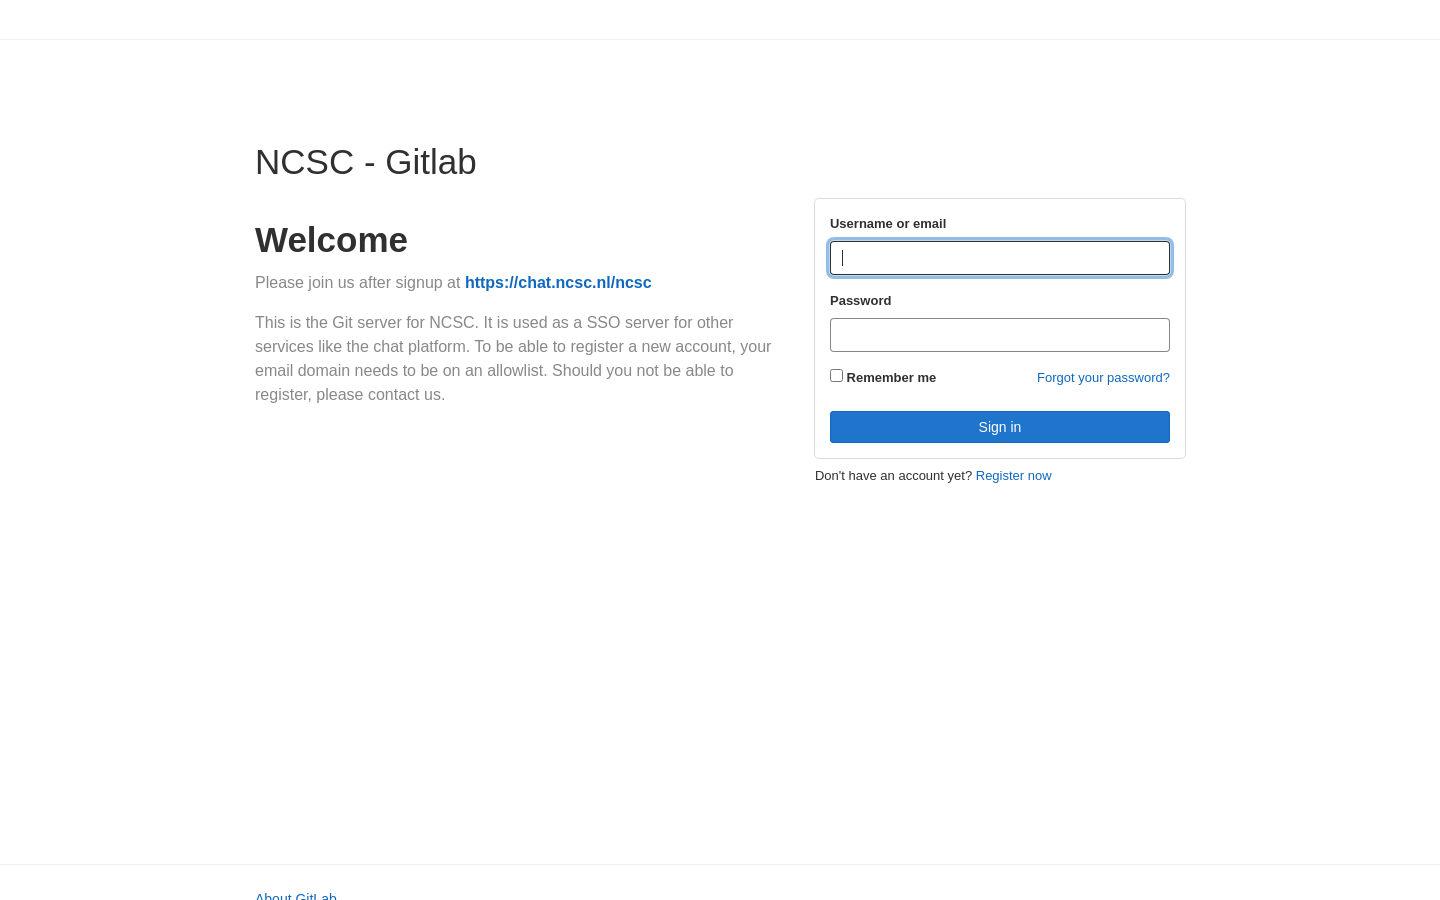 NCSC - Gitlab
Welcome
Please join us after signup at https://chat.ncsc.nl/ncsc
This is the Git server for NCSC. It is used as a SSO server for other
services like the chat platform. To be able to register a new account, your
email domain needs to be on an allowlist. Should you not be able to
register, please contact us.
Username or email
Password
Remember me
Forgot your password?
Sign in
Don't have an account yet? Register now
About GitLab